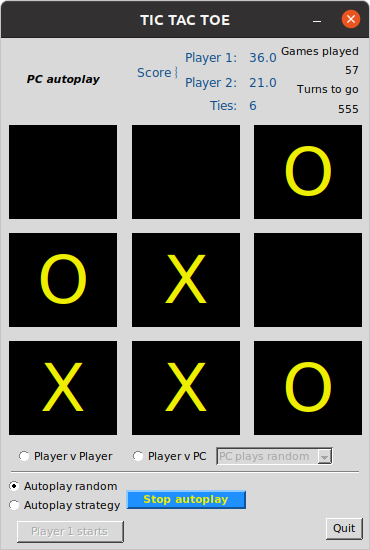 TIC TAC TOE
PC autoplay
Score
Player 1: 36.0
Player 2: 21.0
Ties: 6
Games played
57
Turns to go
555
O
O X
X X O
Player v Player
Player v PC
PC plays random
Autoplay random
Autoplay strategy
Stop autoplay
Player 1 starts
Quit